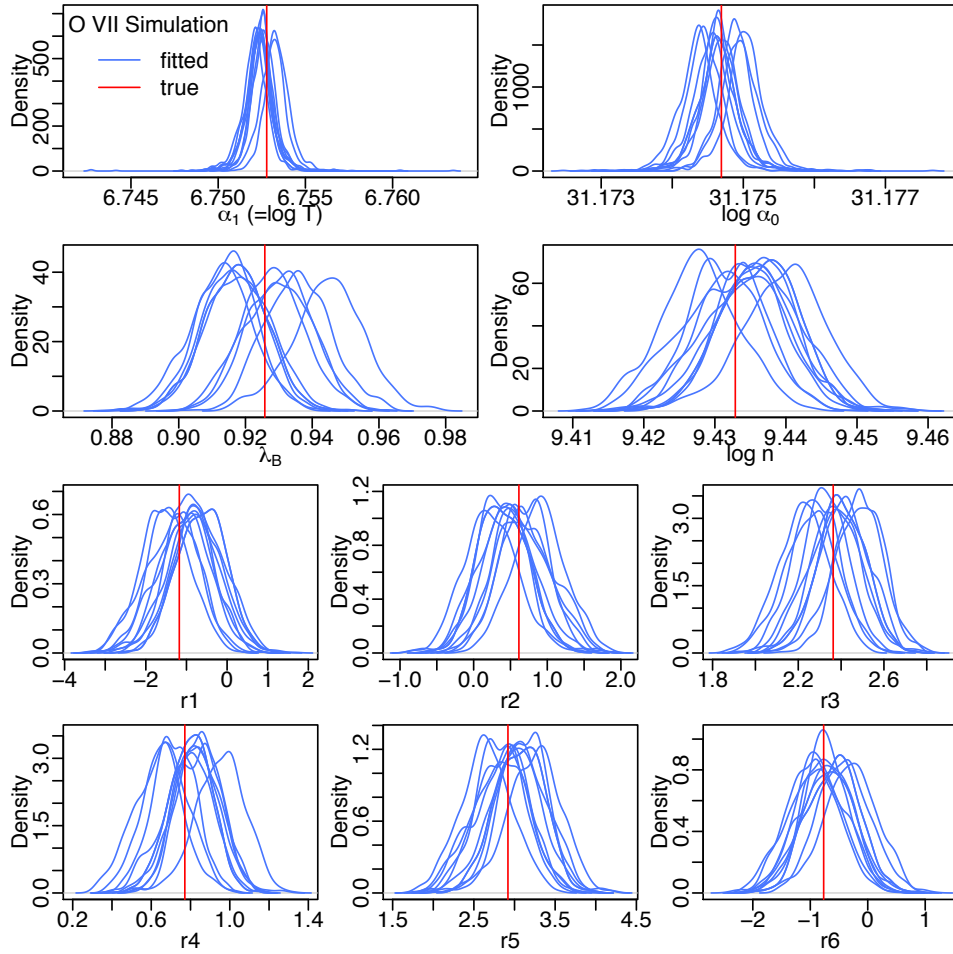 O VII Simulation
fitted
true
Density
0 200 500
6.745 6.750 6.755 6.760
α₁ (=log T)
Density
0 1000
31.173 31.175 31.177
log α₀
Density
0 20 40
0.88 0.90 0.92 0.94 0.96 0.98
λ_B
Density
0 20 60
9.41 9.42 9.43 9.44 9.45 9.46
log n
Density
0.0 0.3 0.6
−4 −2 0 1 2
r1
Density
0.0 0.4 0.8 1.2
−1.0 0.0 1.0 2.0
r2
Density
0.0 1.5 3.0
1.8 2.2 2.6
r3
Density
0.0 1.5 3.0
0.2 0.6 1.0 1.4
r4
Density
0.0 0.6 1.2
1.5 2.5 3.5 4.5
r5
Density
0.0 0.4 0.8
−2 −1 0 1
r6